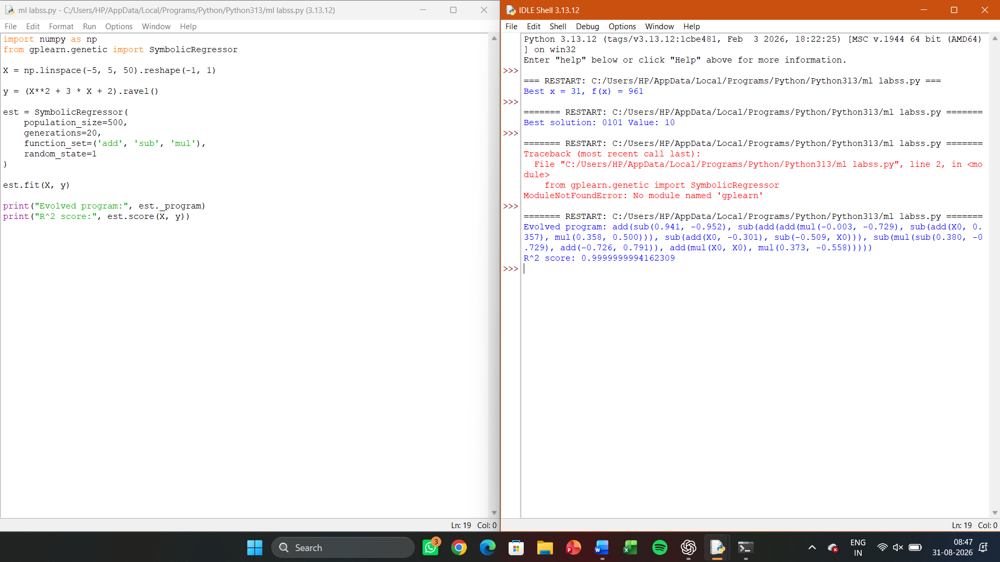 ml labss.py - C:/Users/HP/AppData/Local/Programs/Python/Python313/ml labss.py (3.13.12)
File Edit Format Run Options Window Help
import numpy as np
from gplearn.genetic import SymbolicRegressor
X = np.linspace(-5, 5, 50).reshape(-1, 1)
y = (X**2 + 3 * X + 2).ravel()
est = SymbolicRegressor(
    population_size=500,
    generations=20,
    function_set=('add', 'sub', 'mul'),
    random_state=1
)
est.fit(X, y)
print("Evolved program:", est._program)
print("R^2 score:", est.score(X, y))
Ln: 19 Col: 0
IDLE Shell 3.13.12
File Edit Shell Debug Options Window Help
Python 3.13.12 (tags/v3.13.12:1cbe481, Feb  3 2026, 18:22:25) [MSC v.1944 64 bit (AMD64)
] on win32
Enter "help" below or click "Help" above for more information.
>>>
=== RESTART: C:/Users/HP/AppData/Local/Programs/Python/Python313/ml labss.py ===
Best x = 31, f(x) = 961
>>>
======= RESTART: C:/Users/HP/AppData/Local/Programs/Python/Python313/ml labss.py =======
Best solution: 0101 Value: 10
>>>
======= RESTART: C:/Users/HP/AppData/Local/Programs/Python/Python313/ml labss.py =======
Traceback (most recent call last):
  File "C:/Users/HP/AppData/Local/Programs/Python/Python313/ml labss.py", line 2, in <mo
dule>
    from gplearn.genetic import SymbolicRegressor
ModuleNotFoundError: No module named 'gplearn'
>>>
======= RESTART: C:/Users/HP/AppData/Local/Programs/Python/Python313/ml labss.py =======
Evolved program: add(sub(0.941, -0.952), sub(add(add(mul(-0.003, -0.729), sub(add(X0, 0.
357), mul(0.358, 0.500))), sub(add(X0, -0.301), sub(-0.509, X0))), sub(mul(sub(0.380, -0
.729), add(-0.726, 0.791)), add(mul(X0, X0), mul(0.373, -0.558)))))
R^2 score: 0.9999999994162309
>>>
Ln: 19 Col: 0
Search
3
ENG
IN
08:47
31-08-2026